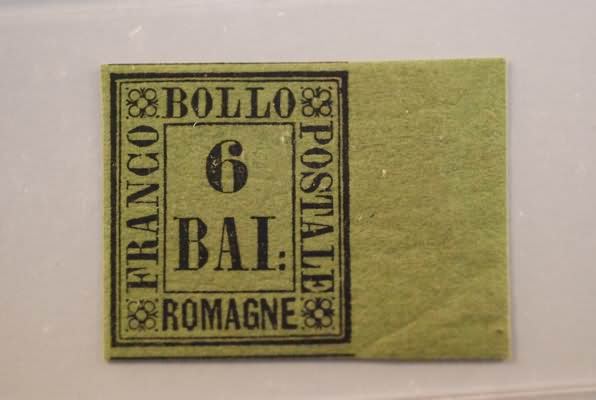 BOLLO
FRANCO
POSTALE
6
BAI:
ROMAGNE